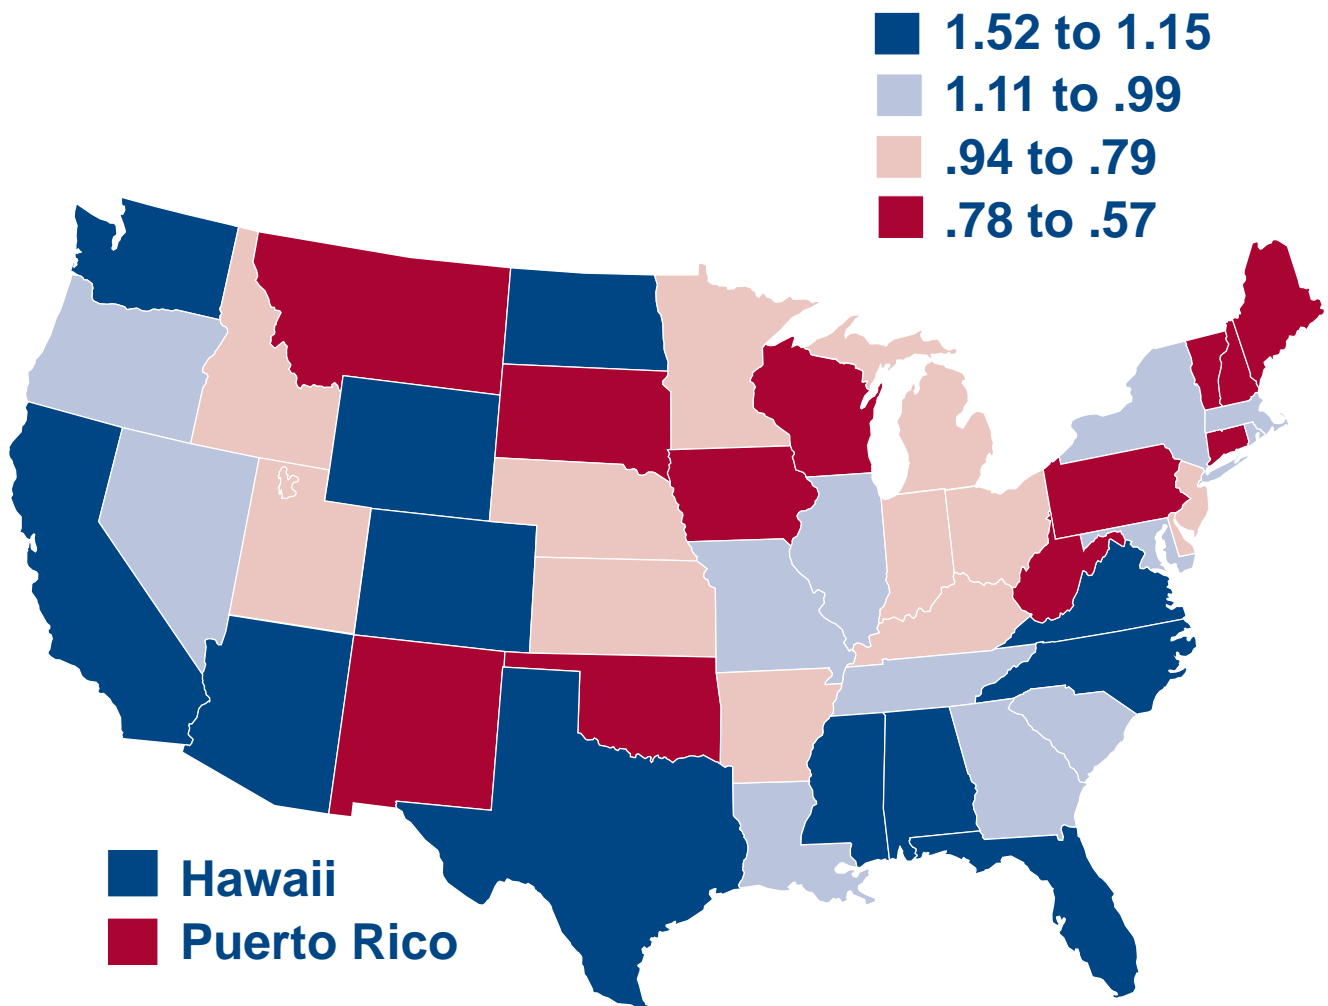 1.52 to 1.15
1.11 to .99
.94 to .79
.78 to .57
Hawaii
Puerto Rico